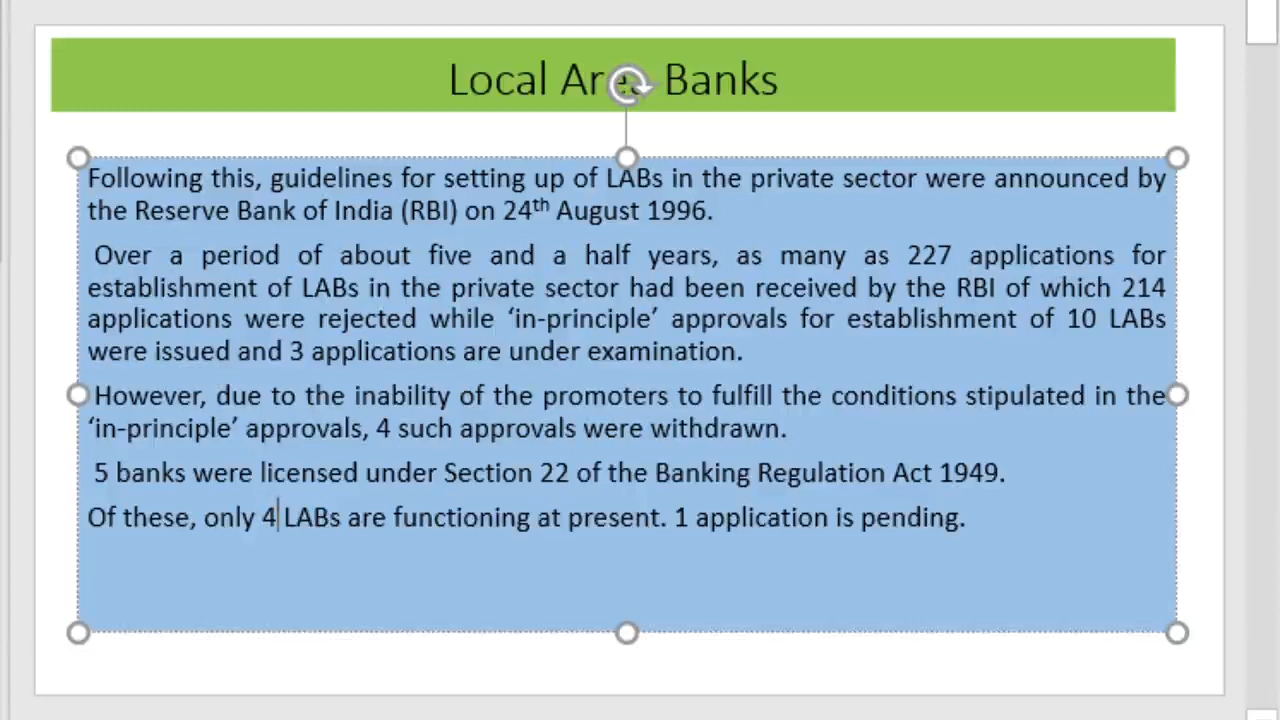 Local Area Banks
Following this, guidelines for setting up of LABs in the private sector were announced by
the Reserve Bank of India (RBI) on 24th August 1996.
Over a period of about five and a half years, as many as 227 applications for
establishment of LABs in the private sector had been received by the RBI of which 214
applications were rejected while ‘in-principle’ approvals for establishment of 10 LABs
were issued and 3 applications are under examination.
However, due to the inability of the promoters to fulfill the conditions stipulated in the
‘in-principle’ approvals, 4 such approvals were withdrawn.
5 banks were licensed under Section 22 of the Banking Regulation Act 1949.
Of these, only 4 LABs are functioning at present. 1 application is pending.